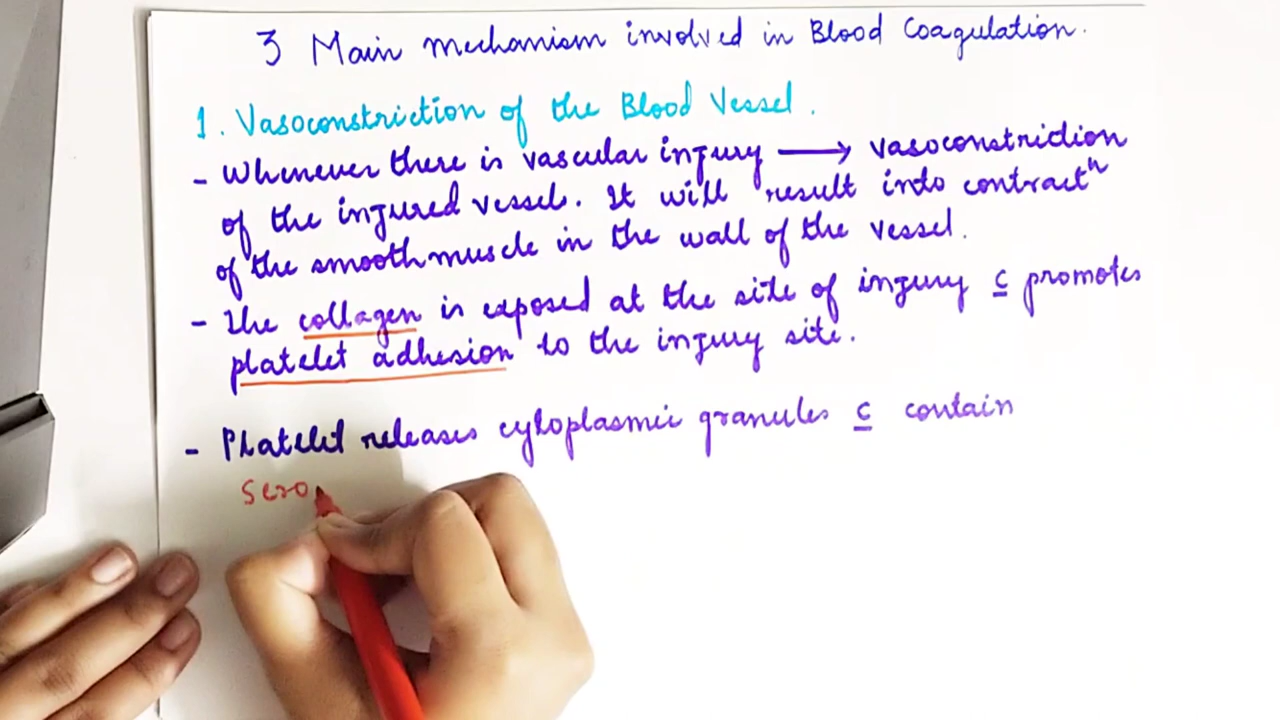 3 Main mechanism involved in Blood Coagulation.
1. Vasoconstriction of the Blood Vessel.
- Whenever there is vascular injury → vasoconstriction
of the injured vessel. It will result into contractⁿ
of the smooth muscle in the wall of the vessel.
- The collagen is exposed at the site of injury c̲ promotes
platelet adhesion to the injury site.
- Platelet releases cytoplasmic granules c̲ contain
Sero